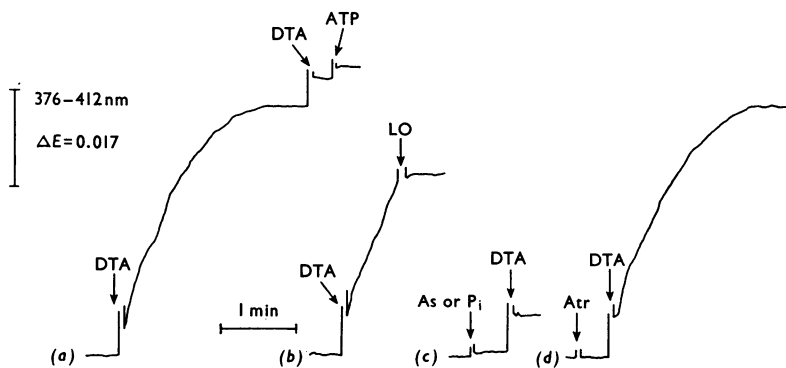 DTA
ATP
376–412nm
ΔE=0.017
LO
DTA
DTA
DTA
DTA
1 min
As or Pi
Atr
(a)
(b)
(c)
(d)